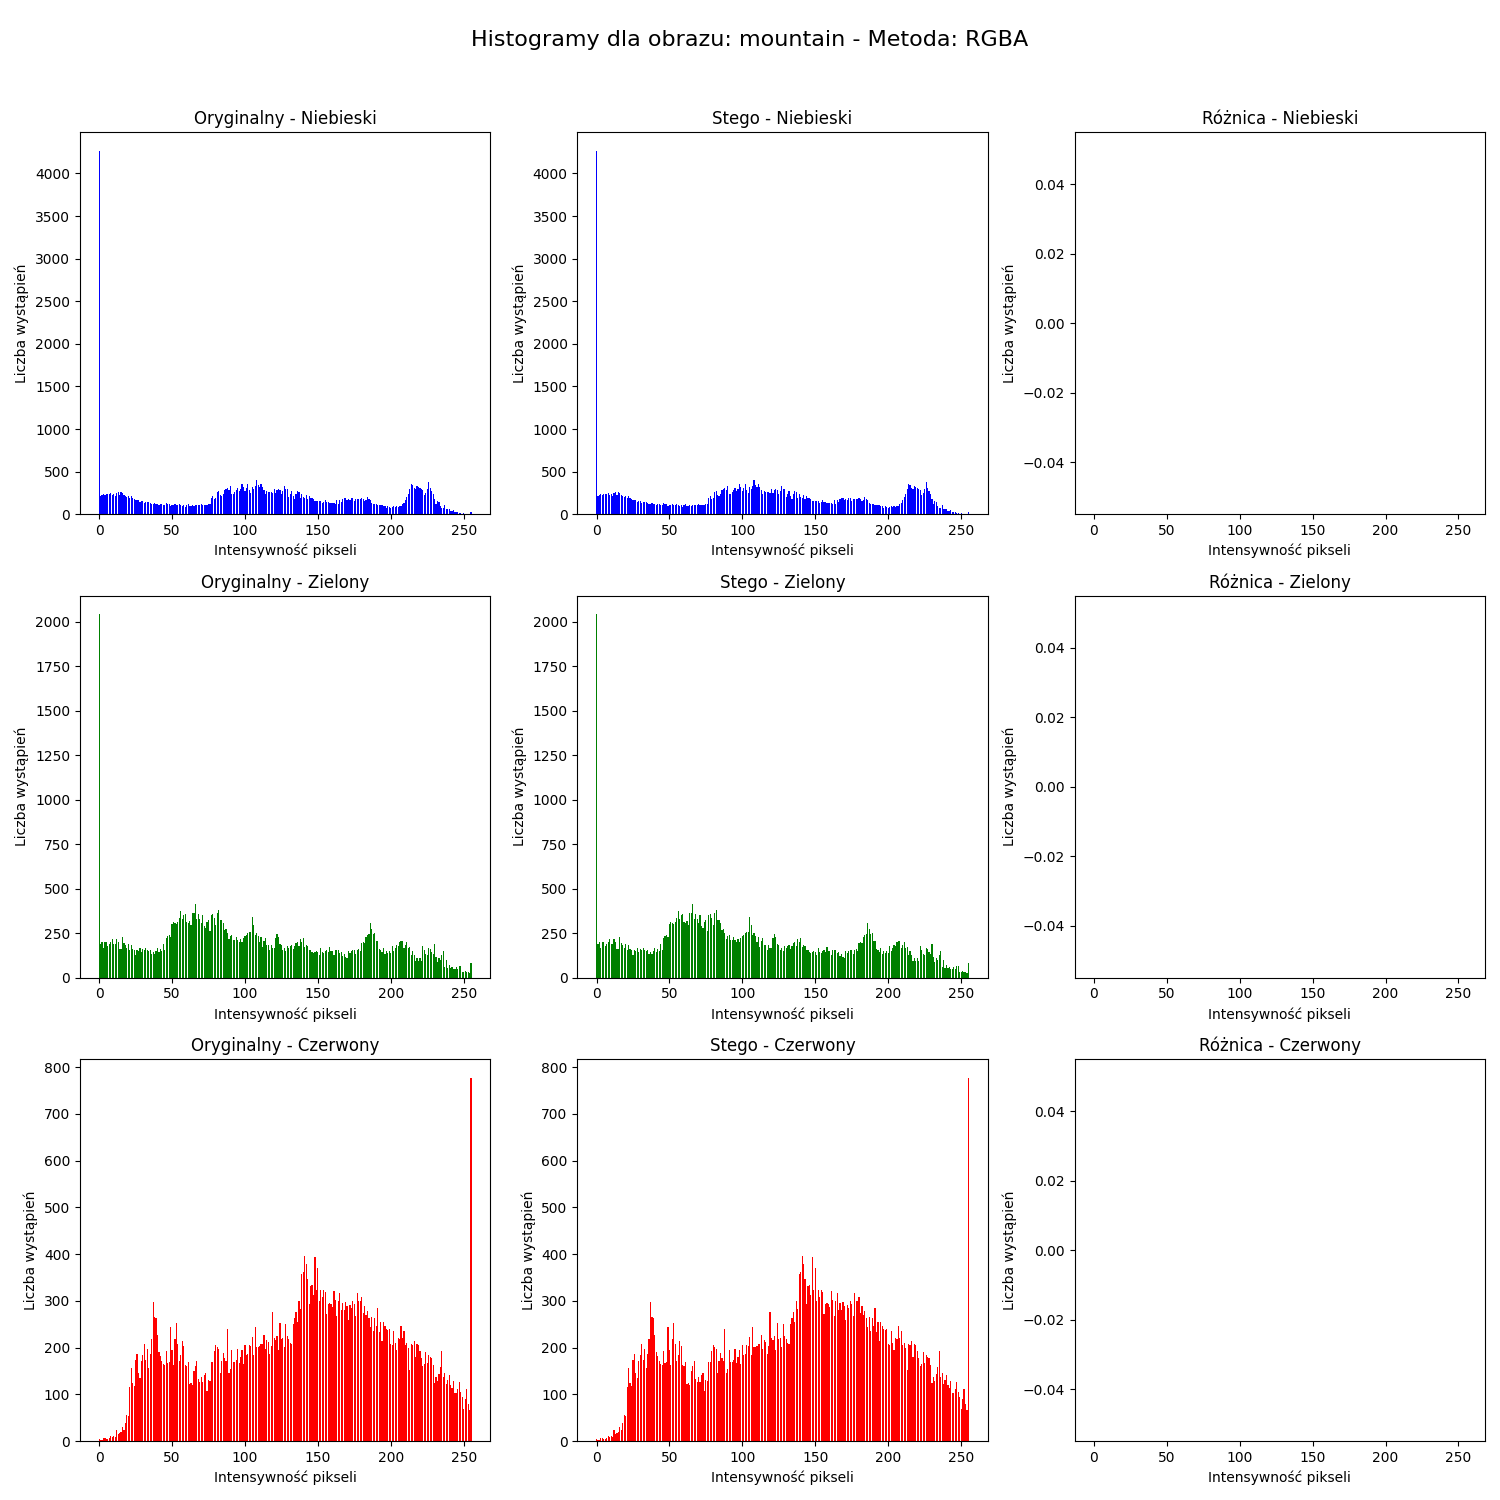 Histogramy dla obrazu: mountain - Metoda: RGBA
Oryginalny - Niebieski
Stego - Niebieski
Różnica - Niebieski
Liczba wystąpień
4000
3500
3000
2500
2000
1500
1000
500
0
0 50 100 150 200 250
Intensywność pikseli
Liczba wystąpień
4000
3500
3000
2500
2000
1500
1000
500
0
0 50 100 150 200 250
Intensywność pikseli
Liczba wystąpień
0.04
0.02
0.00
−0.02
−0.04
0 50 100 150 200 250
Intensywność pikseli
Oryginalny - Zielony
Stego - Zielony
Różnica - Zielony
Liczba wystąpień
2000
1750
1500
1250
1000
750
500
250
0
0 50 100 150 200 250
Intensywność pikseli
Liczba wystąpień
2000
1750
1500
1250
1000
750
500
250
0
0 50 100 150 200 250
Intensywność pikseli
Liczba wystąpień
0.04
0.02
0.00
−0.02
−0.04
0 50 100 150 200 250
Intensywność pikseli
Oryginalny - Czerwony
Stego - Czerwony
Różnica - Czerwony
Liczba wystąpień
800
700
600
500
400
300
200
100
0
0 50 100 150 200 250
Intensywność pikseli
Liczba wystąpień
800
700
600
500
400
300
200
100
0
0 50 100 150 200 250
Intensywność pikseli
Liczba wystąpień
0.04
0.02
0.00
−0.02
−0.04
0 50 100 150 200 250
Intensywność pikseli